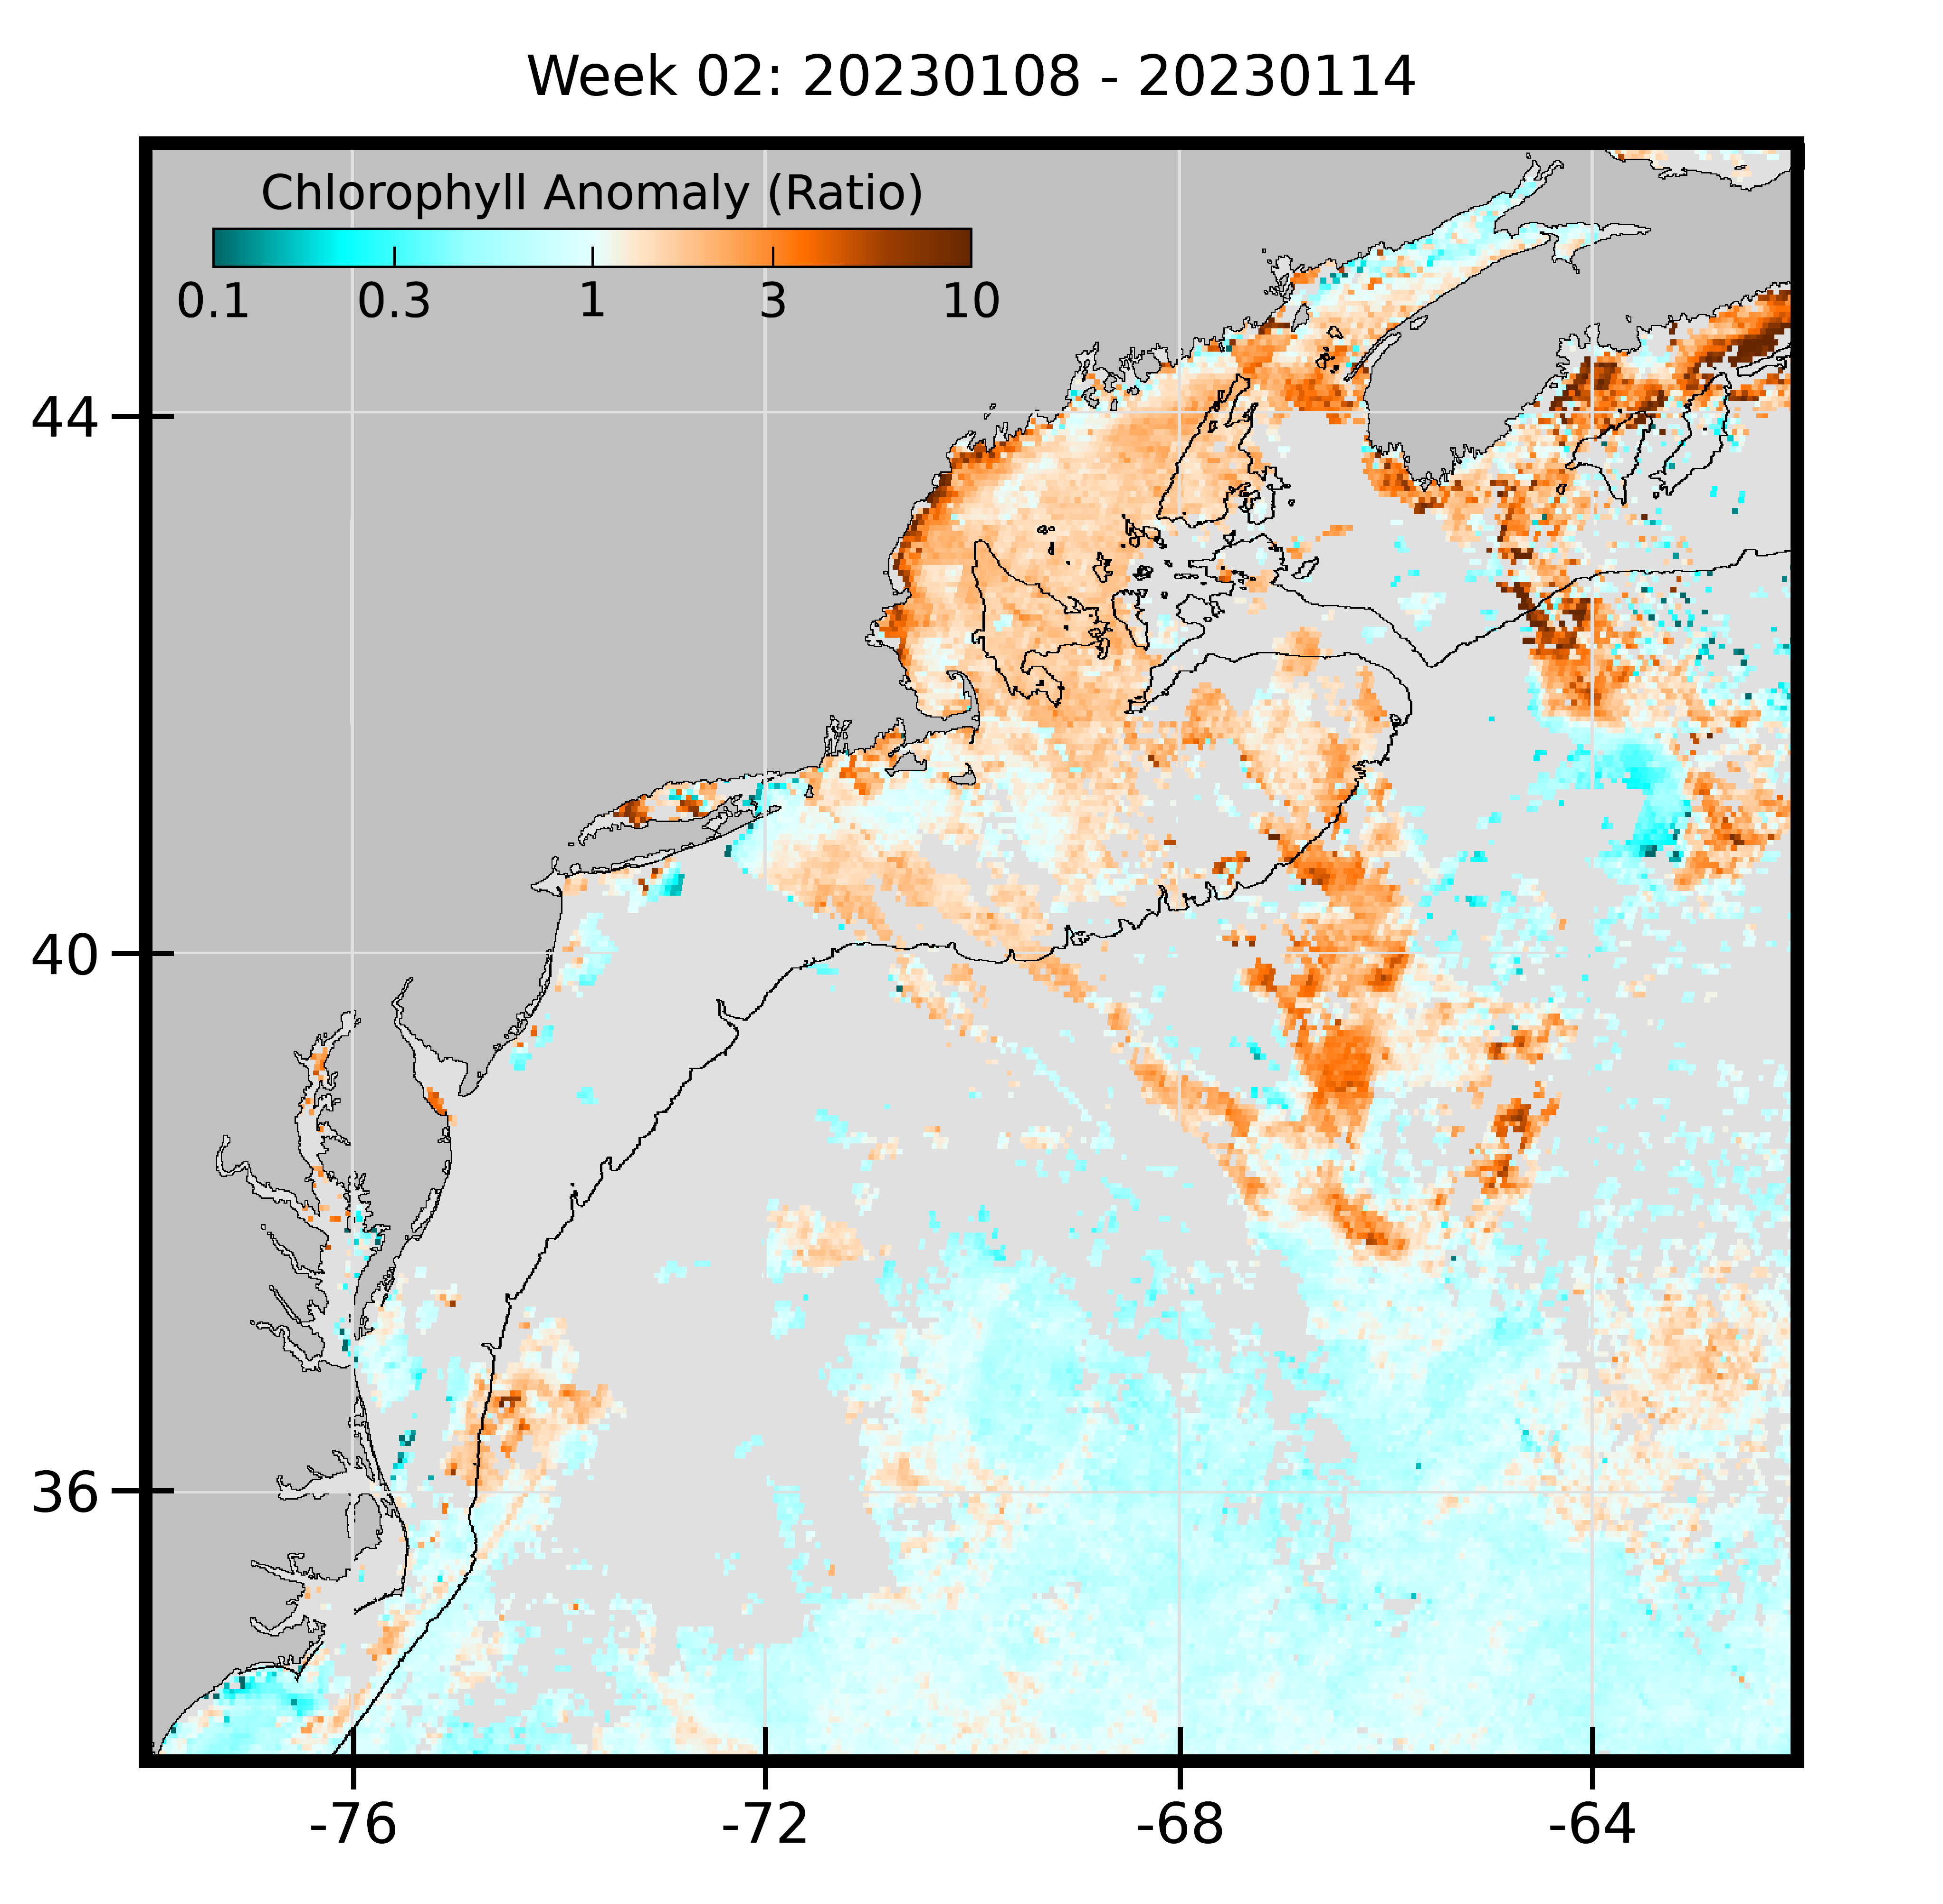 Week 02: 20230108 - 20230114
Chlorophyll Anomaly (Ratio)
0.1 0.3 1 3 10
44
40
36
-76 -72 -68 -64